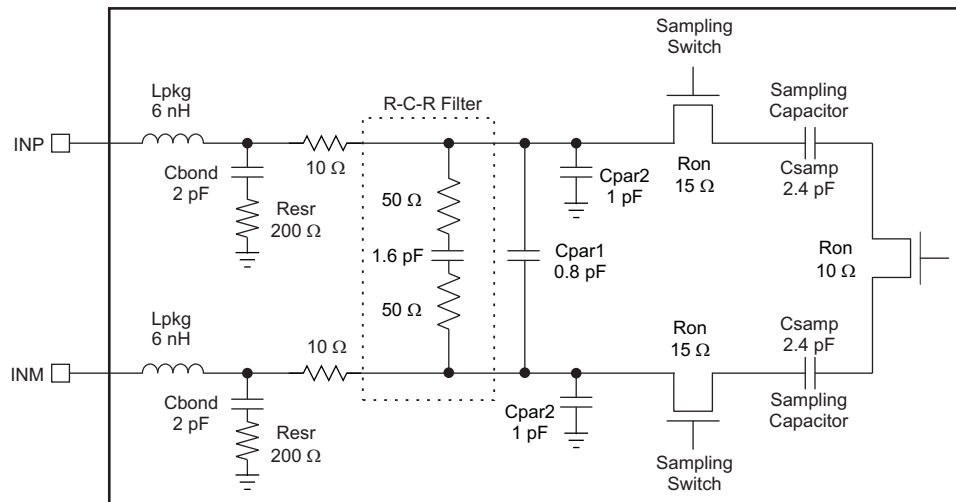 Sampling
Switch
Lpkg
6 nH
R-C-R Filter
Sampling
Capacitor
INP
Cbond
2 pF
10 Ω
Resr
200 Ω
50 Ω
1.6 pF
50 Ω
Cpar2
1 pF
Cpar1
0.8 pF
Ron
15 Ω
Csamp
2.4 pF
Ron
10 Ω
Lpkg
6 nH
10 Ω
Ron
15 Ω
Csamp
2.4 pF
INM
Cbond
2 pF
Resr
200 Ω
Cpar2
1 pF
Sampling
Capacitor
Sampling
Switch